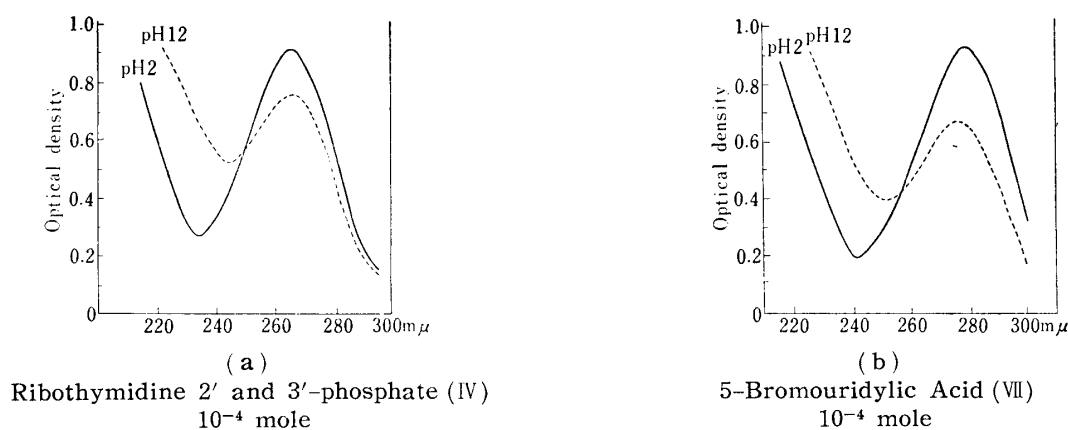 1.0
0.8
0.6
0.4
0.2
0
Optical density
pH12
pH2
220 240 260 280 300mμ
(a)
Ribothymidine 2′ and 3′-phosphate (Ⅳ)
10⁻⁴ mole
1.0
0.8
0.6
0.4
0.2
0
Optical density
pH2 pH12
220 240 260 280 300mμ
(b)
5-Bromouridylic Acid (Ⅶ)
10⁻⁴ mole